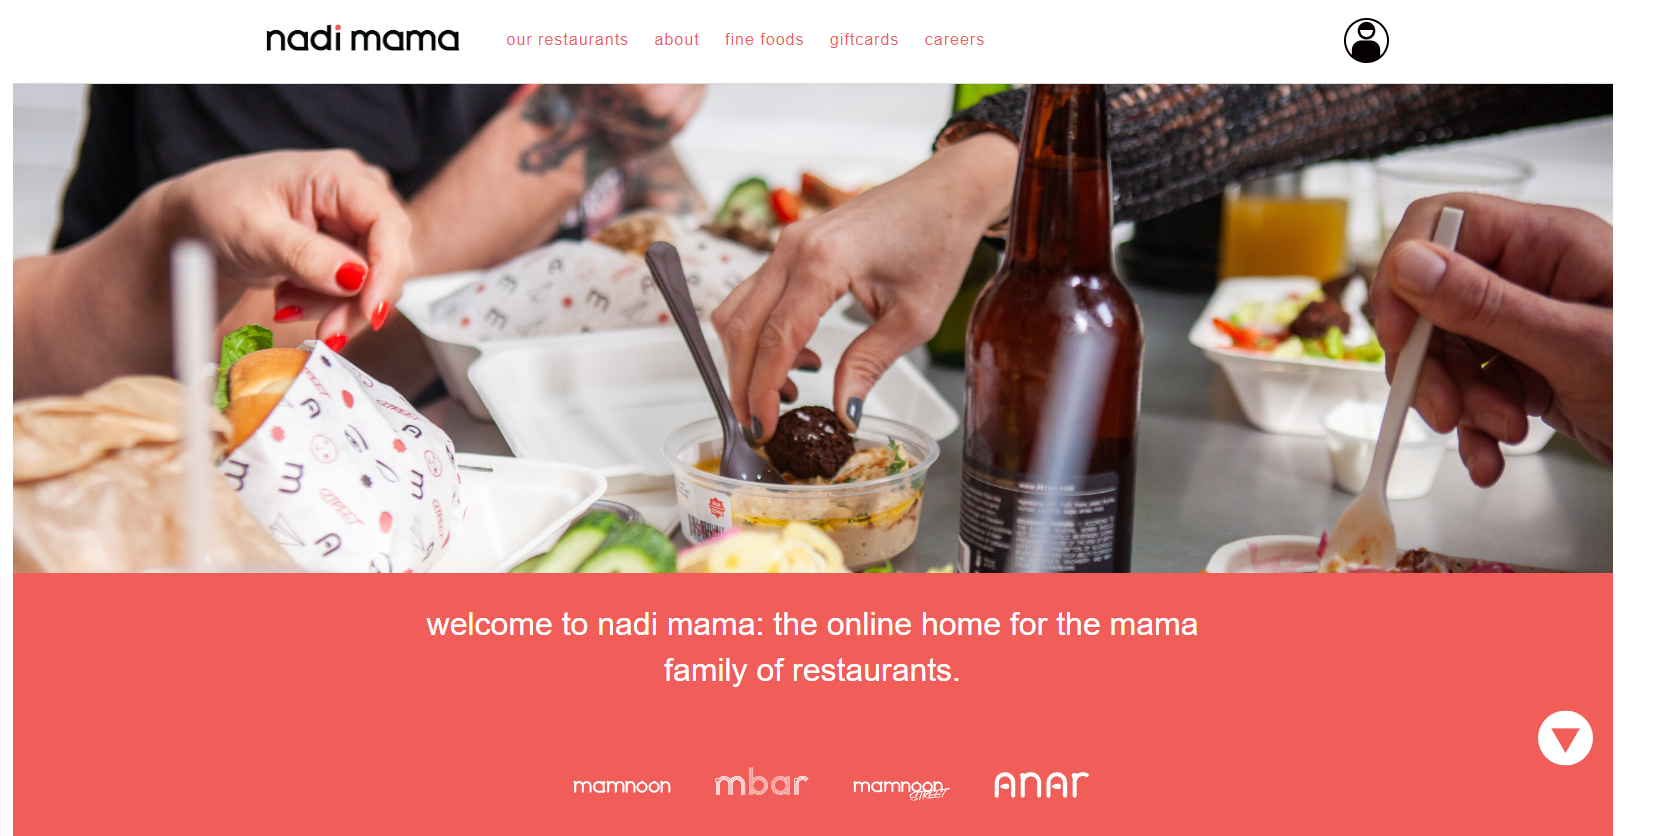 nadi mama
our restaurants
about
fine foods
giftcards
careers
STREET
welcome to nadi mama: the online home for the mama
family of restaurants.
mamnoon
mbar
mamnoon
STREET
anar